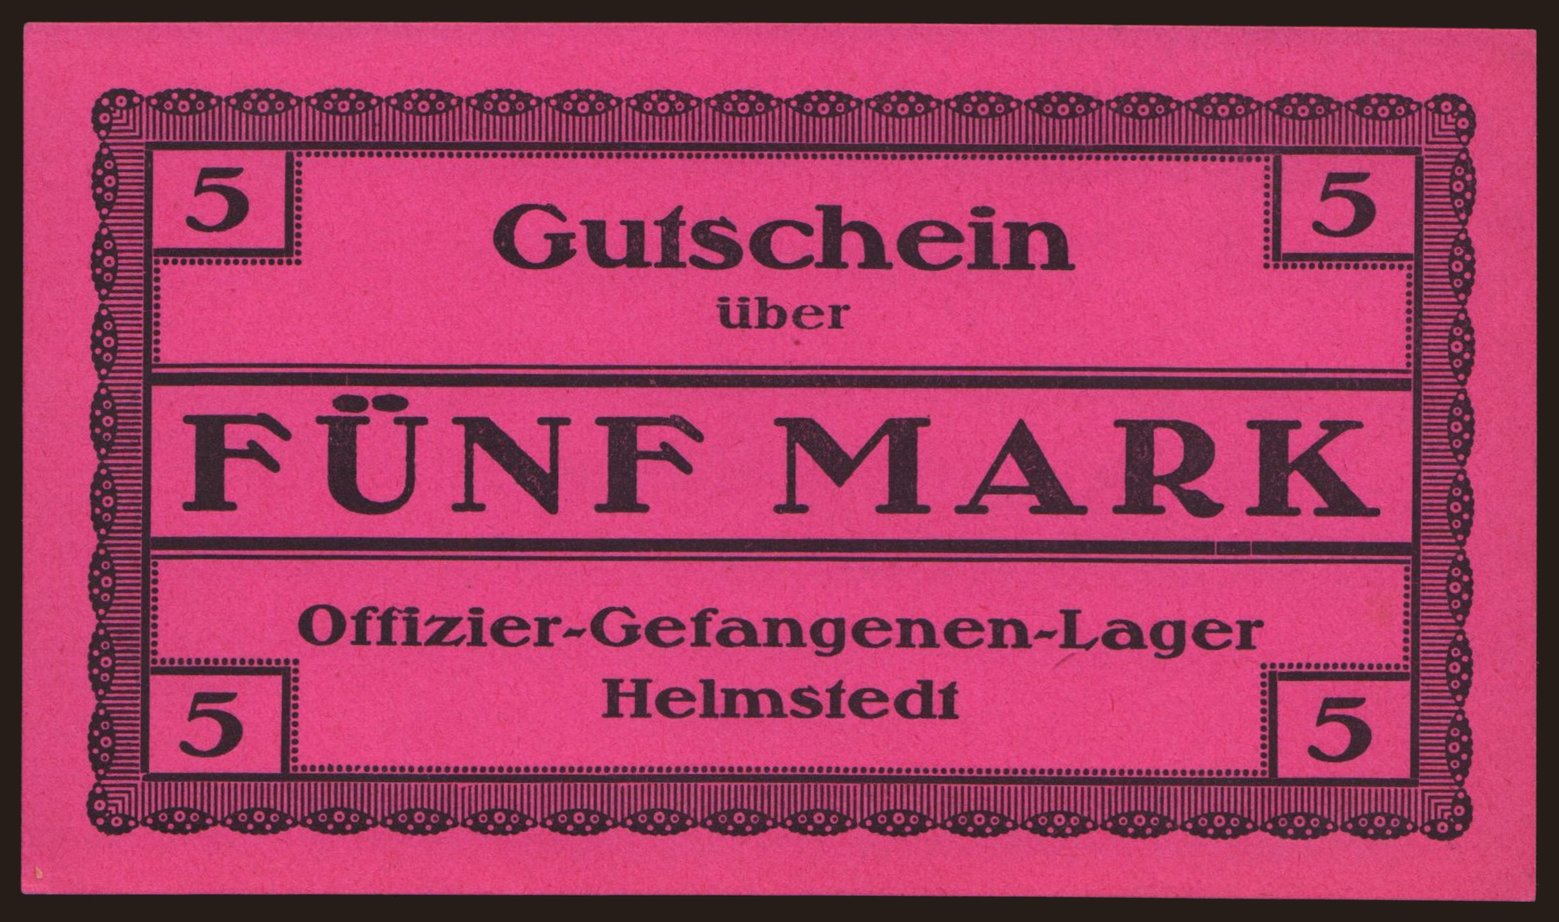 5 5
Gutschein
über
FÜNF MARK
Offizier-Gefangenen-Lager
Helmstedt
5 5